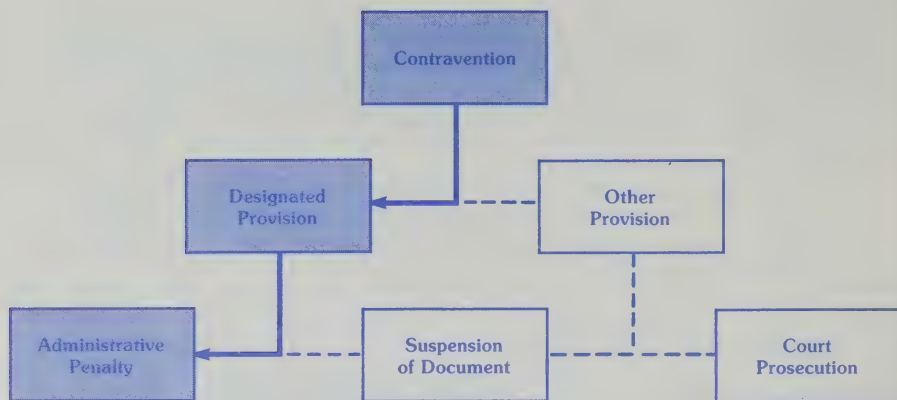 Contravention
Designated
Provision
Other
Provision
Administrative
Penalty
Suspension
of Document
Court
Prosecution